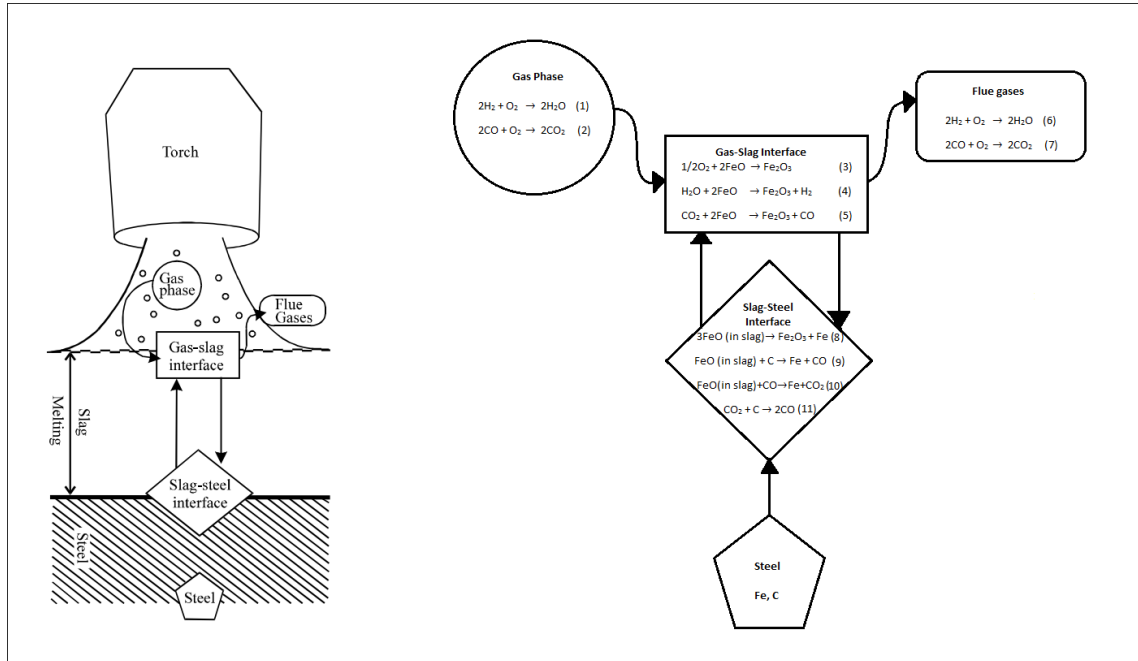 Torch
Gas
phase
Flue
Gases
Gas-slag
interface
Slag
Melting
Slag-steel
interface
Steel
Steel
Gas Phase
2H₂ + O₂ → 2H₂O (1)
2CO + O₂ → 2CO₂ (2)
Flue gases
2H₂ + O₂ → 2H₂O (6)
2CO + O₂ → 2CO₂ (7)
Gas-Slag Interface
1/2O₂ + 2FeO → Fe₂O₃ (3)
H₂O + 2FeO → Fe₂O₃ + H₂ (4)
CO₂ + 2FeO → Fe₂O₃ + CO (5)
Slag-Steel
Interface
3FeO (in slag)→ Fe₂O₃ + Fe (8)
FeO (in slag) + C → Fe + CO (9)
FeO(in slag)+CO→Fe+CO₂(10)
CO₂ + C → 2CO (11)
Steel
Fe, C